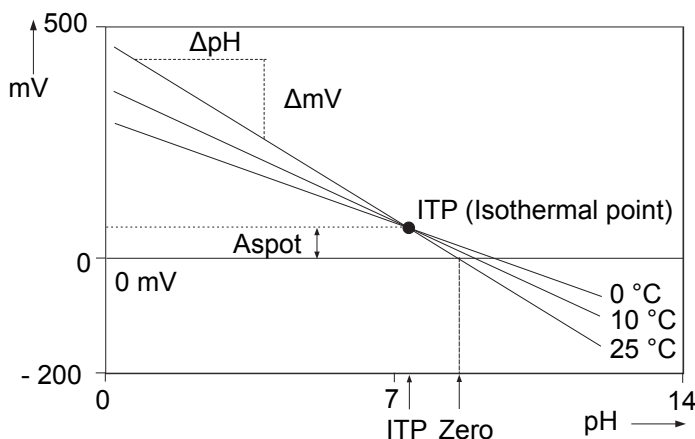 500
mV
ΔpH
ΔmV
ITP (Isothermal point)
Aspot
0
0 mV
0 °C
10 °C
25 °C
- 200
0
7
14
ITP
Zero
pH